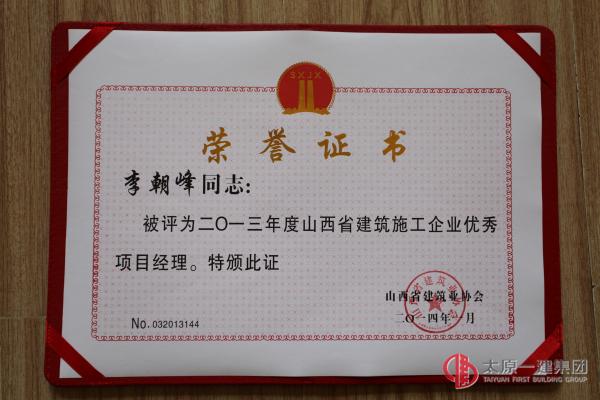 SXJX
荣誉证书
李朝峰同志:
被评为二〇一三年度山西省建筑施工企业优秀
项目经理。特颁此证
山西省建筑业协会
二〇一四年一月
No.032013144
太原一建集团
TAIYUAN FIRST BUILDING GROUP